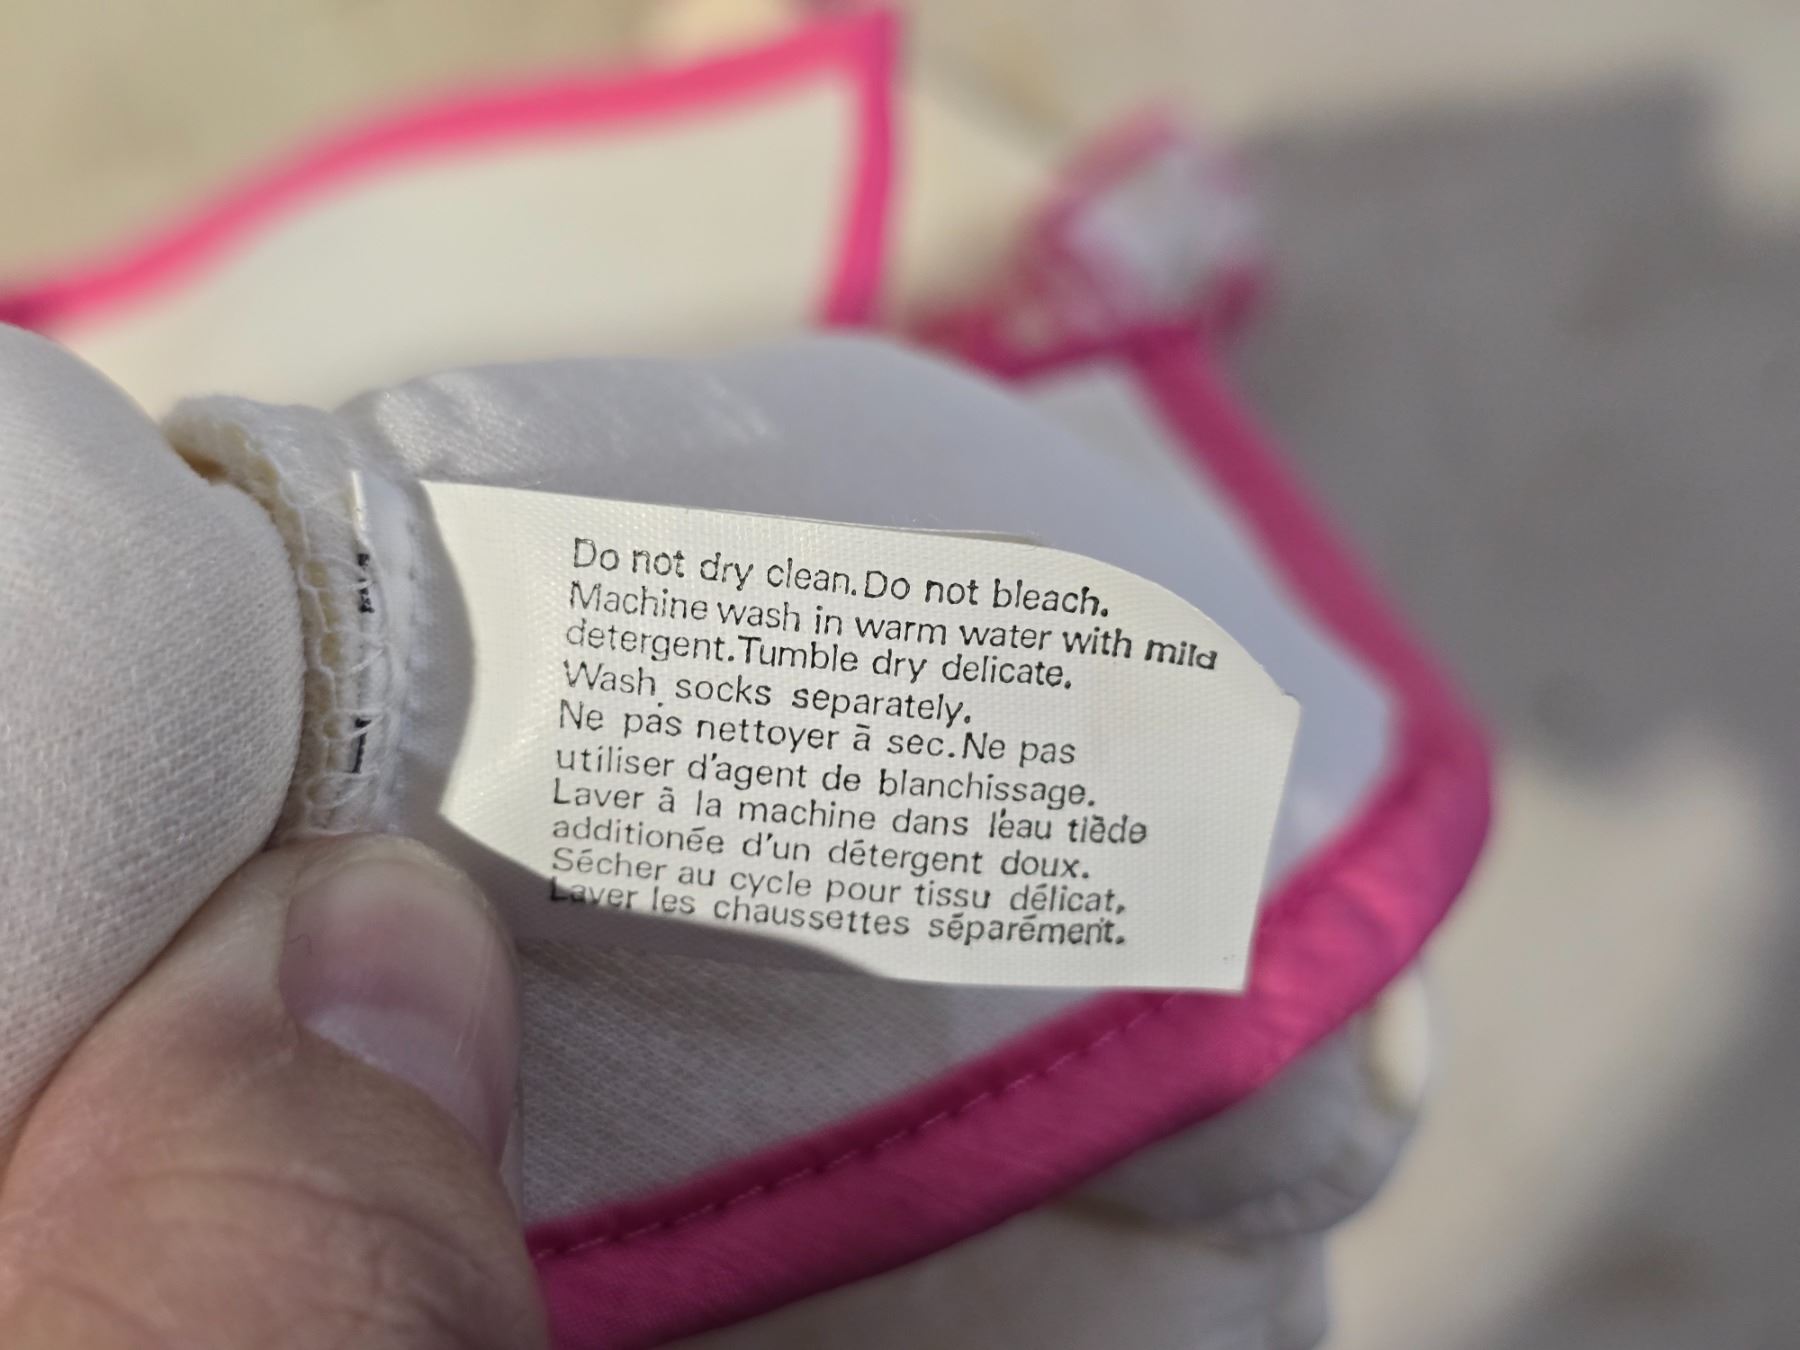 Do not dry clean. Do not bleach.
Machine wash in warm water with mild
detergent. Tumble dry delicate.
Wash socks separately.
Ne pas nettoyer à sec. Ne pas
utiliser d'agent de blanchissage.
Laver à la machine dans l'eau tiède
additionée d'un détergent doux.
Sécher au cycle pour tissu délicat,
Laver les chaussettes séparément.